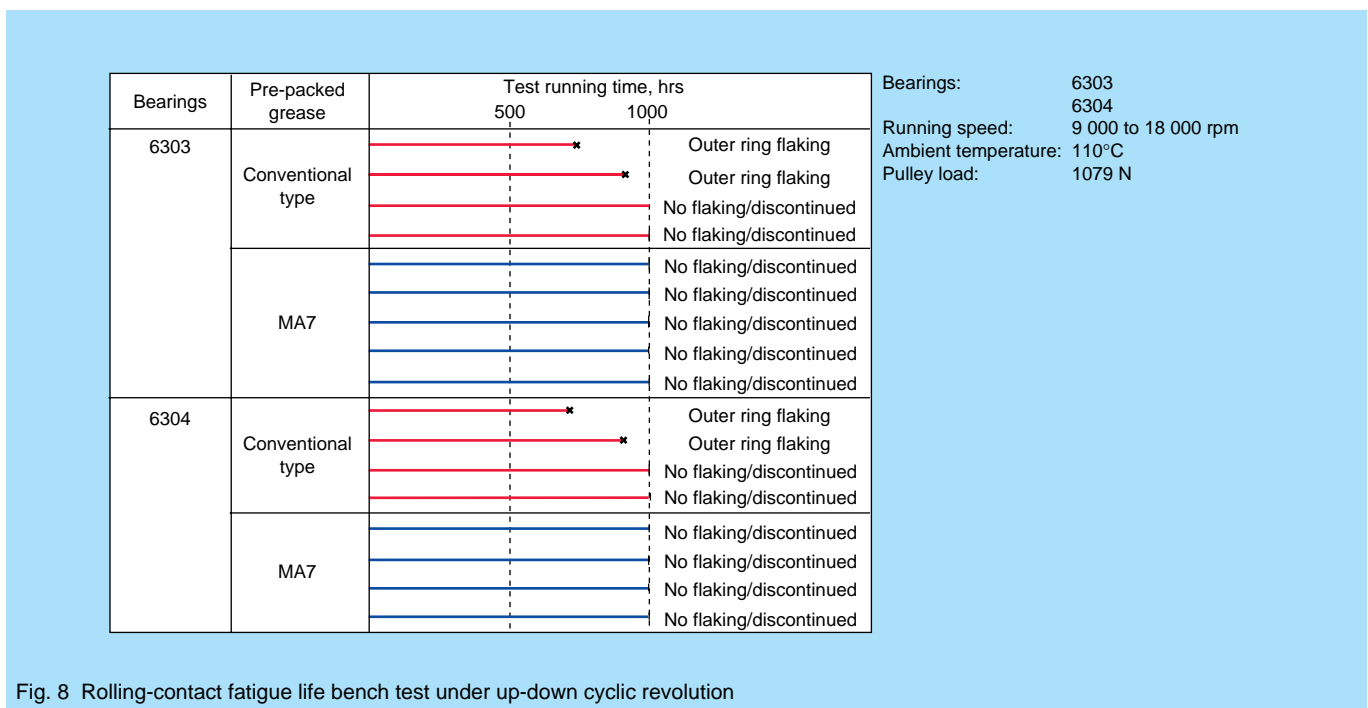 Bearings
Pre-packed
grease
Test running time, hrs
500 1000
6303
Conventional
type
Outer ring flaking
Outer ring flaking
No flaking/discontinued
No flaking/discontinued
MA7
No flaking/discontinued
No flaking/discontinued
No flaking/discontinued
No flaking/discontinued
No flaking/discontinued
6304
Conventional
type
Outer ring flaking
Outer ring flaking
No flaking/discontinued
No flaking/discontinued
MA7
No flaking/discontinued
No flaking/discontinued
No flaking/discontinued
No flaking/discontinued
Bearings: 6303
6304
Running speed: 9 000 to 18 000 rpm
Ambient temperature: 110°C
Pulley load: 1079 N
Fig. 8 Rolling-contact fatigue life bench test under up-down cyclic revolution